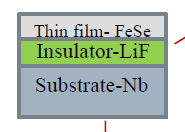 Thin film- FeSe
Insulator-LiF
Substrate-Nb